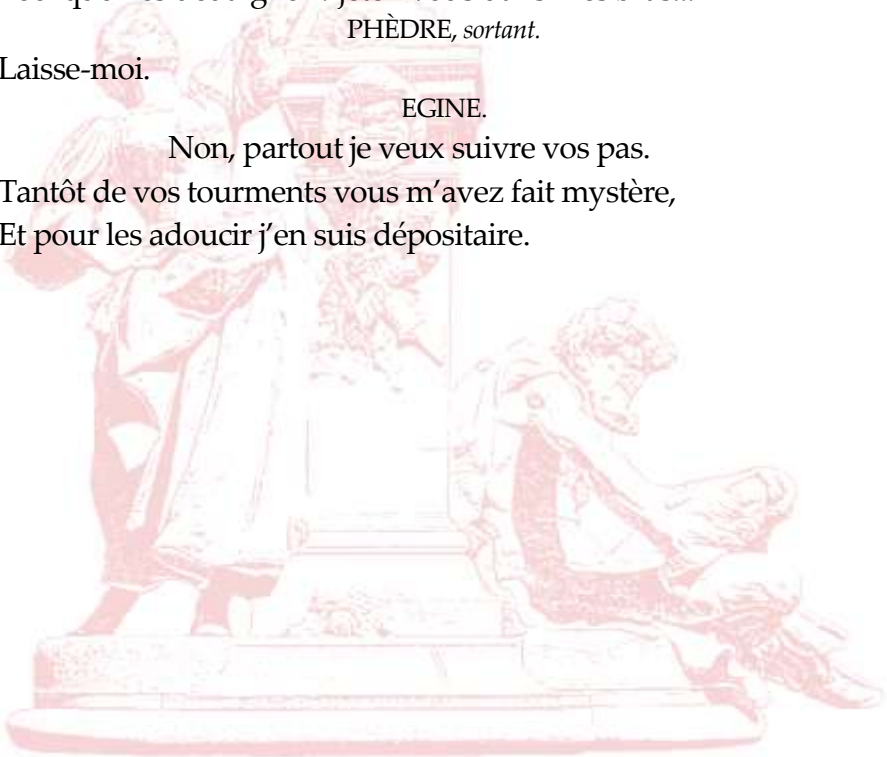 PHÈDRE, sortant.
Laisse-moi.
EGINE.
Non, partout je veux suivre vos pas.
Tantôt de vos tourments vous m’avez fait mystère,
Et pour les adoucir j’en suis dépositaire.